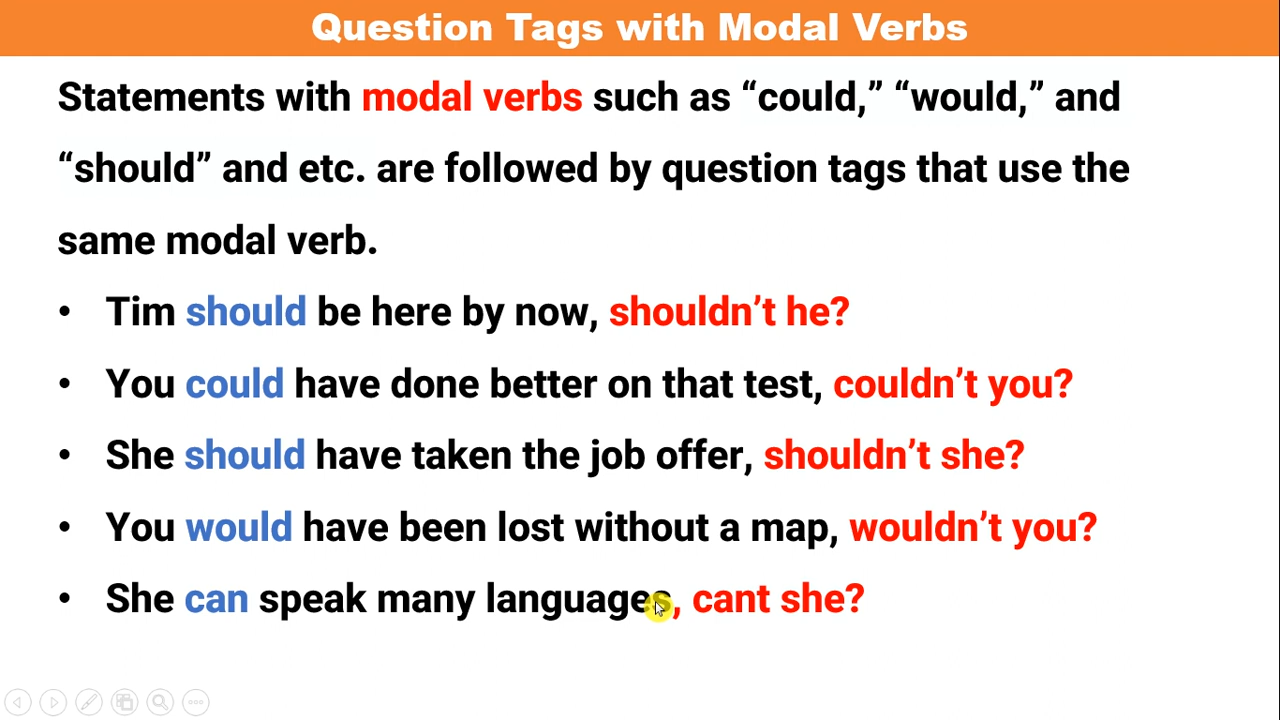 Question Tags with Modal Verbs
Statements with modal verbs such as “could,” “would,” and
“should” and etc. are followed by question tags that use the
same modal verb.
• Tim should be here by now, shouldn’t he?
• You could have done better on that test, couldn’t you?
• She should have taken the job offer, shouldn’t she?
• You would have been lost without a map, wouldn’t you?
• She can speak many languages, cant she?